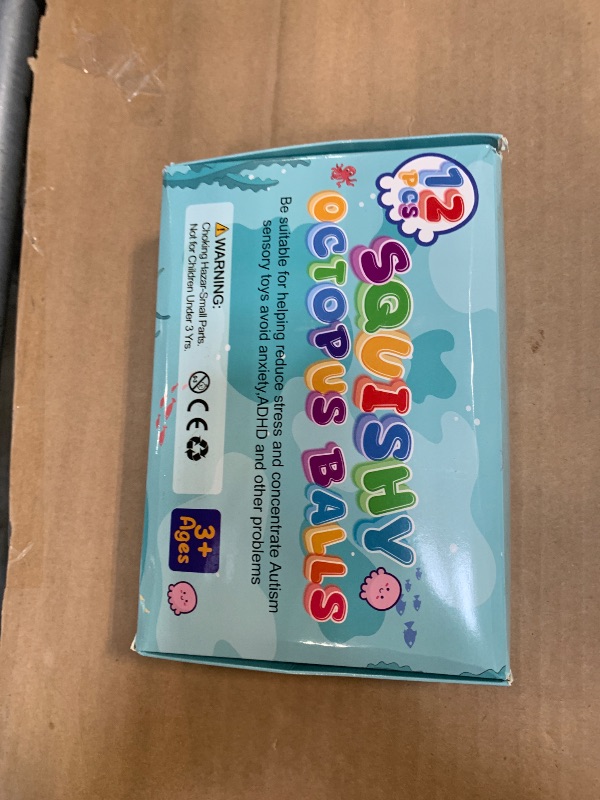 12
PCS
SQUISHY
OCTOPUS BALLS
Be suitable for helping reduce stress and concentrate Autism
sensory toys avoid anxiety,ADHD and other problems
WARNING:
Choking Hazar-Small Parts.
Not for Children Under 3 Yrs.
CE
3+
Ages